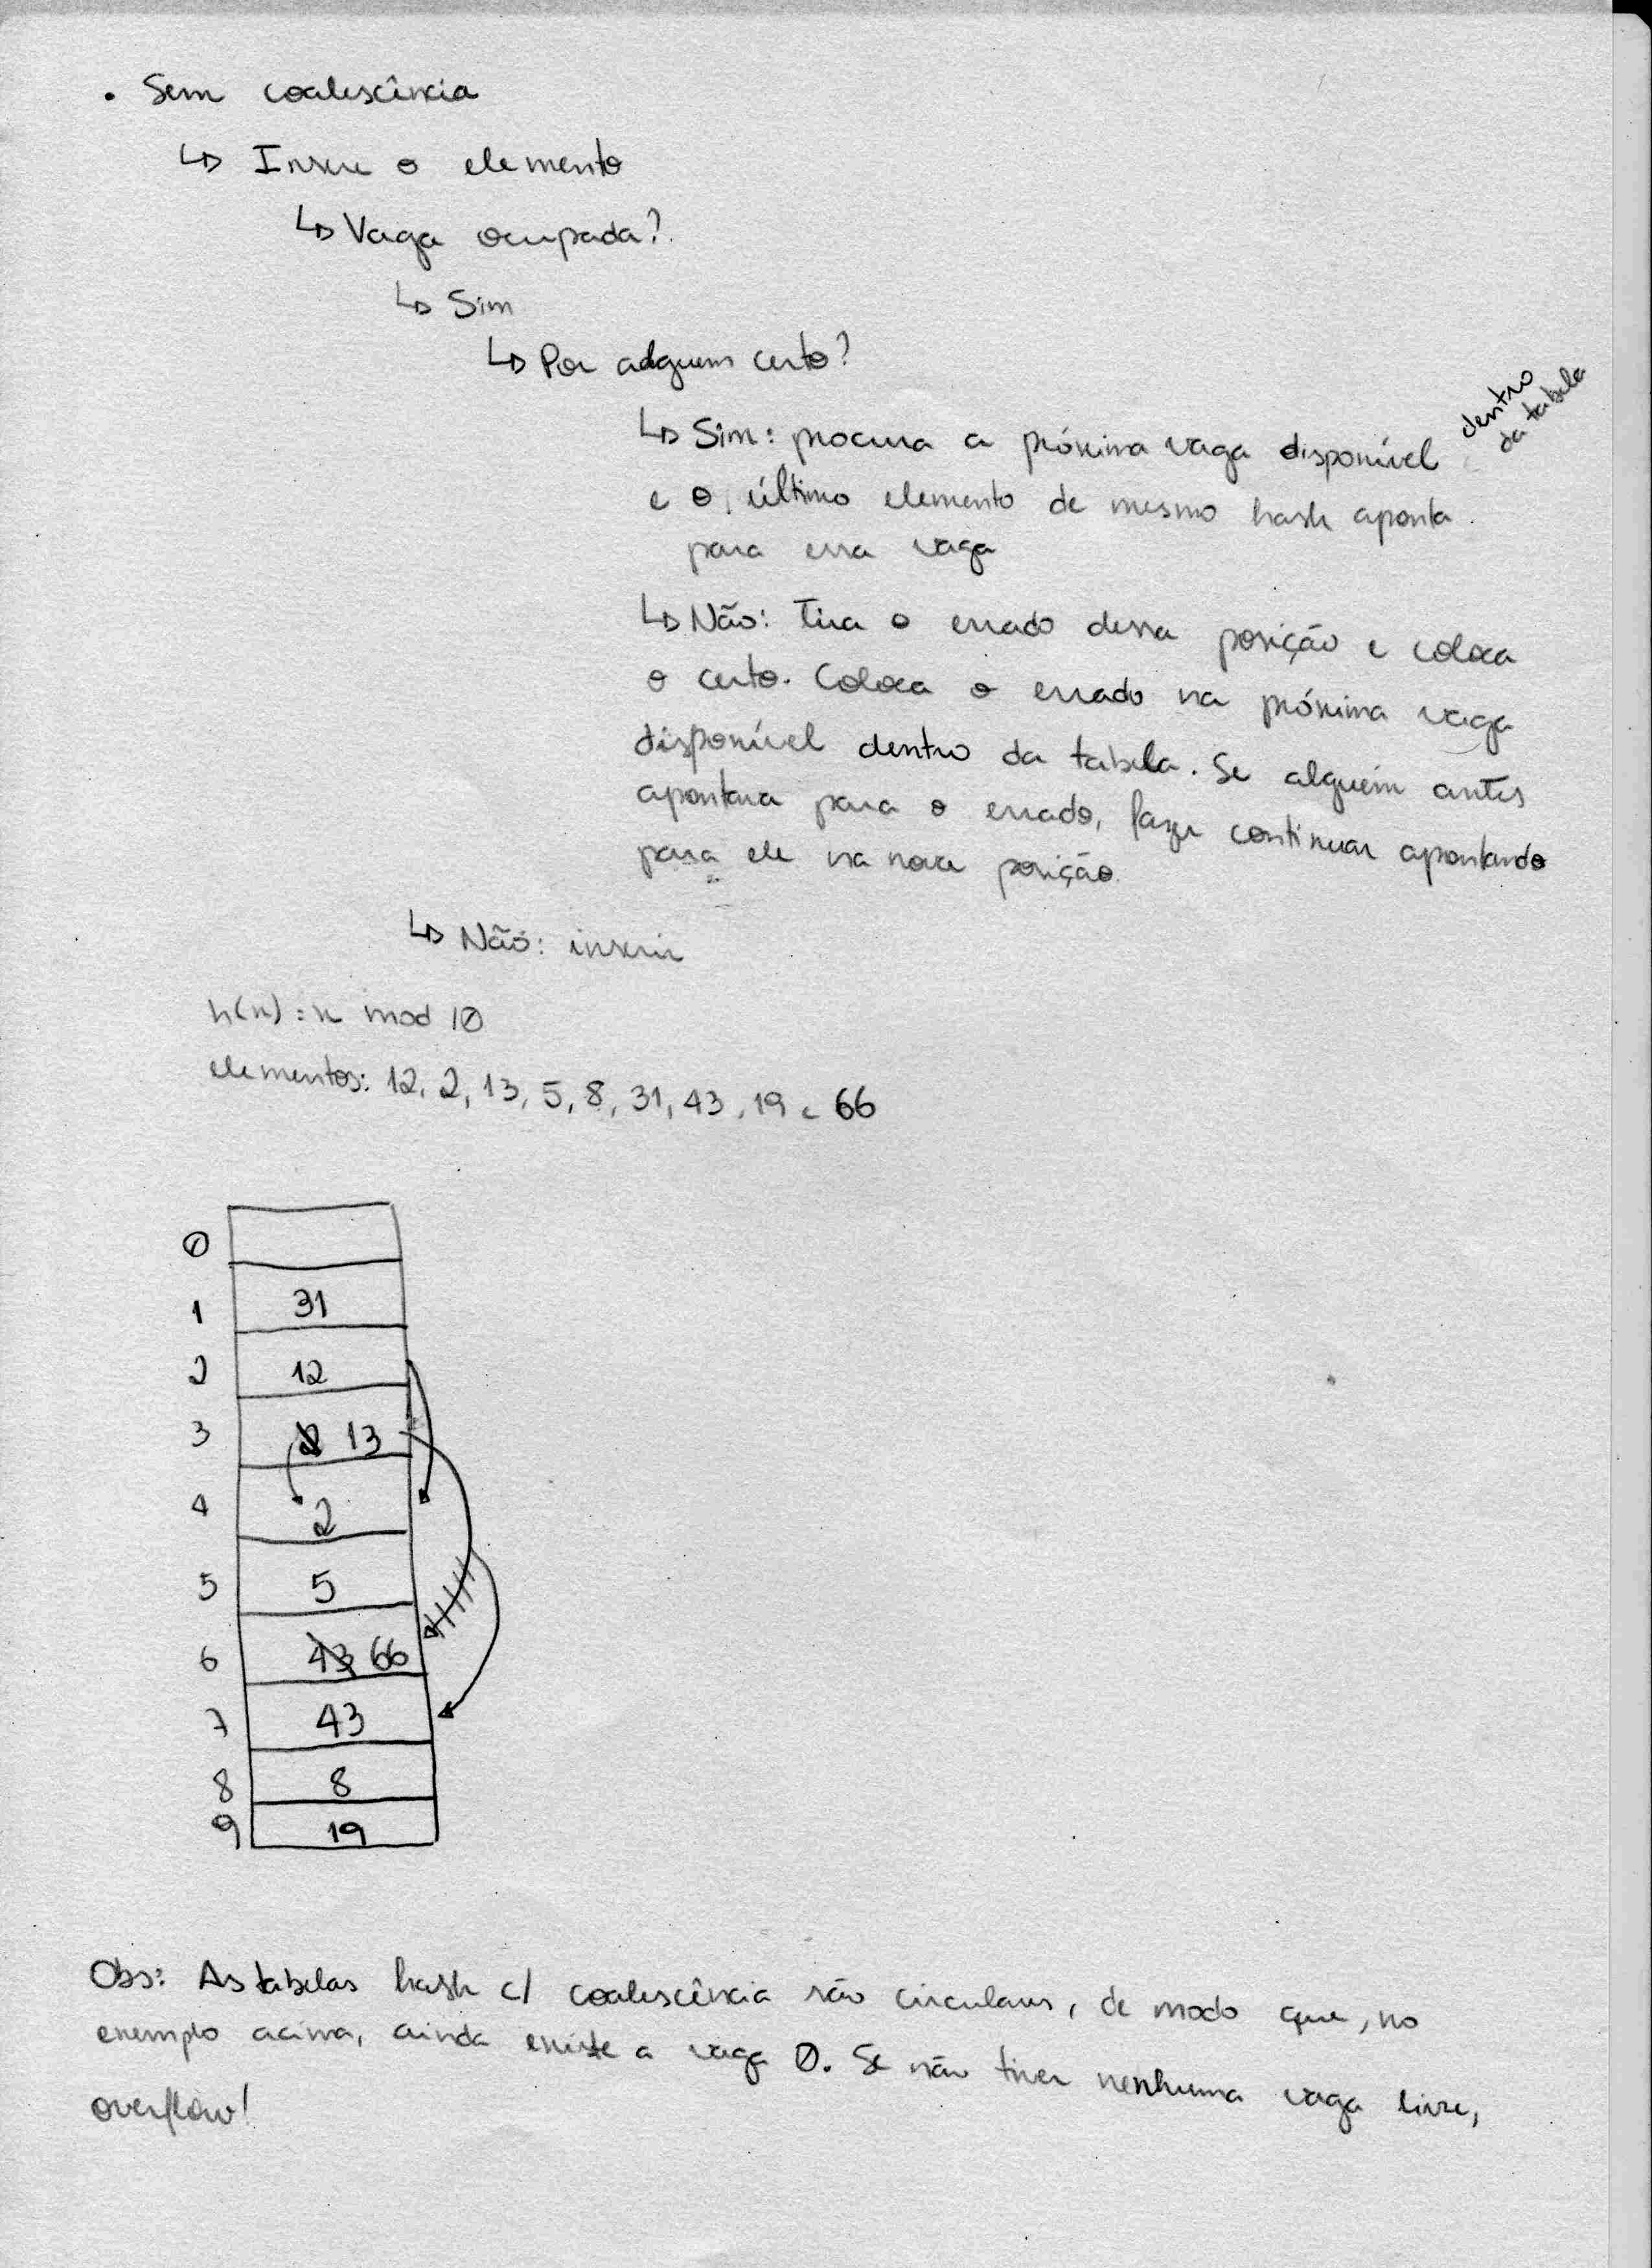 • Sem coalescência
↳ Insere o elemento
↳ Vaga ocupada?
↳ Sim
↳ Por alguém certo?
↳ Sim: procura a próxima vaga disponível dentro da tabela
e o último elemento de mesmo hash aponta
para essa vaga
↳ Não: Tira o errado dessa posição e coloca
o certo. Coloca o errado na próxima vaga
disponível dentro da tabela. Se alguém antes
apontava para o errado, fazer continuar apontando
para ele na nova posição.
↳ Não: inserir
h(x) = x mod 10
elementos: 12, 2, 13, 5, 8, 31, 43, 19 e 66
0
1 31
2 12
3 2 13
4 2
5 5
6 43 66
7 43
8 8
9 19
Obs: As tabelas hash c/ coalescência são circulares, de modo que, no
exemplo acima, ainda existe a vaga 0. Se não tiver nenhuma vaga livre,
overflow!